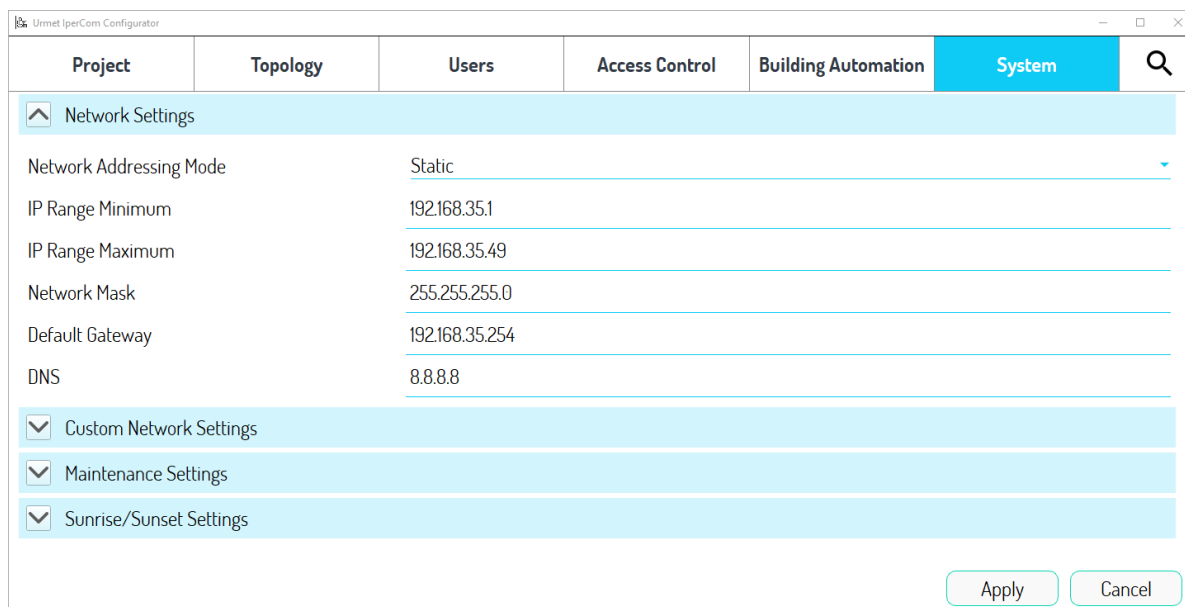 Urmet IperCom Configurator
Project Topology Users Access Control Building Automation System
Network Settings
Network Addressing Mode Static
IP Range Minimum 192.168.35.1
IP Range Maximum 192.168.35.49
Network Mask 255.255.255.0
Default Gateway 192.168.35.254
DNS 8.8.8.8
Custom Network Settings
Maintenance Settings
Sunrise/Sunset Settings
Apply Cancel